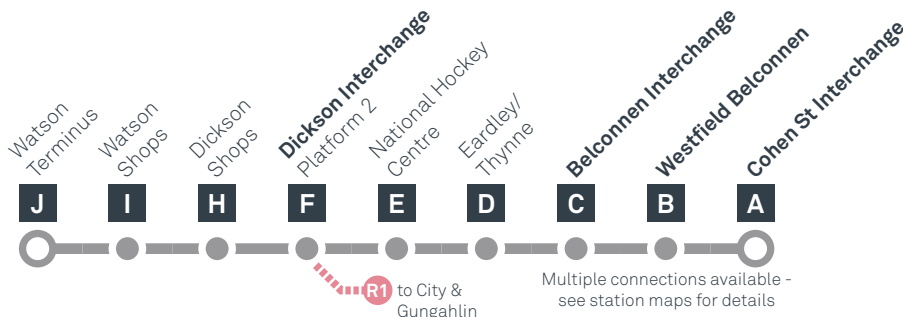 Watson
Terminus
Watson
Shops
Dickson
Shops
Dickson Interchange
Platform 2
National Hockey
Centre
Eardley/
Thynne
Belconnen Interchange
Westfield Belconnen
Cohen St Interchange
J I H F E D C B A
R1 to City &
Gungahlin
Multiple connections available -
see station maps for details